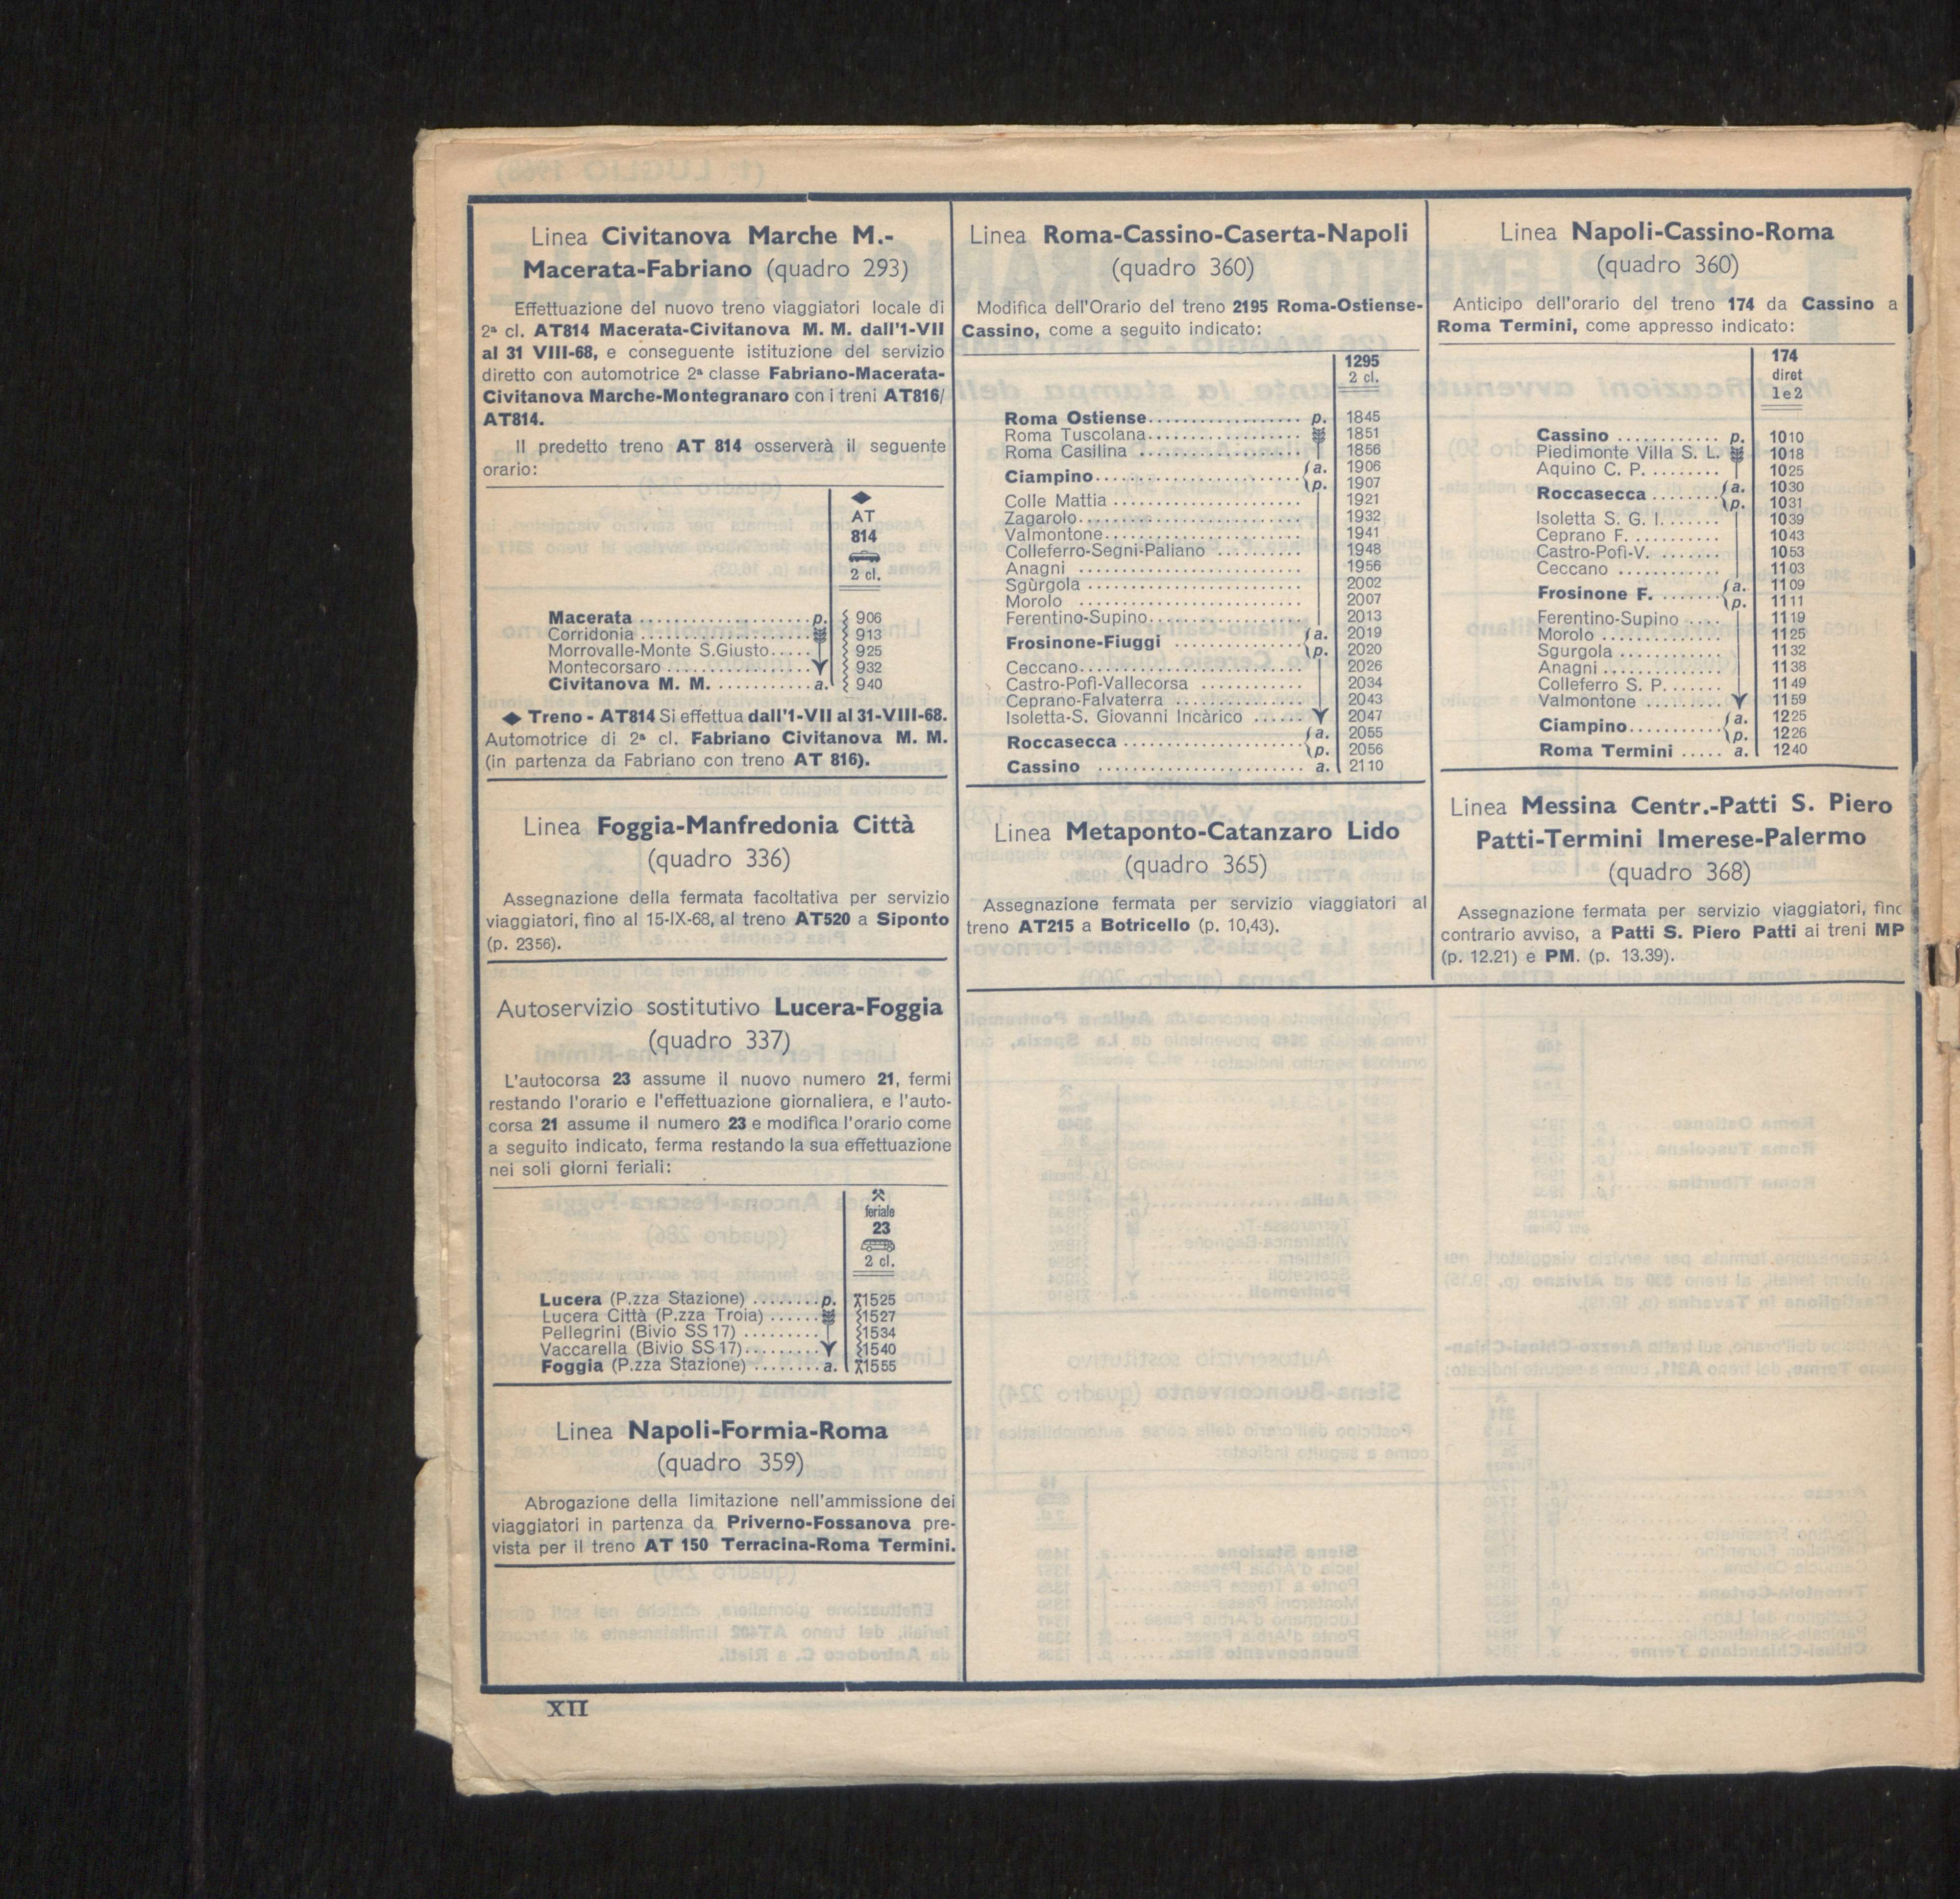 Linea Civitanova Marche M.-
Macerata-Fabriano (quadro 293)
Effettuazione del nuovo treno viaggiatori locale di
2ª cl. AT814 Macerata-Civitanova M. M. dall'1-VII
al 31 VIII-68, e conseguente istituzione del servizio
diretto con automotrice 2ª classe Fabriano-Macerata-
Civitanova Marche-Montegranaro con i treni AT816/
AT814.
Il predetto treno AT 814 osserverà il seguente
orario:
◆
AT
814
2 cl.
Macerata .................... p. 906
Corridonia .................... 913
Morrovalle-Monte S.Giusto ..... 925
Montecorsaro .................... 932
Civitanova M. M. ........... a. 940
◆ Treno - AT814 Si effettua dall'1-VII al 31-VIII-68.
Automotrice di 2ª cl. Fabriano Civitanova M. M.
(in partenza da Fabriano con treno AT 816).
Linea Foggia-Manfredonia Città
(quadro 336)
Assegnazione della fermata facoltativa per servizio
viaggiatori, fino al 15-IX-68, al treno AT520 a Siponto
(p. 2356).
Autoservizio sostitutivo Lucera-Foggia
(quadro 337)
L'autocorsa 23 assume il nuovo numero 21, fermi
restando l'orario e l'effettuazione giornaliera, e l'auto-
corsa 21 assume il numero 23 e modifica l'orario come
a seguito indicato, ferma restando la sua effettuazione
nei soli giorni feriali:
feriale
23
2 cl.
Lucera (P.zza Stazione) ........ p. 1525
Lucera Città (P.zza Troia) ...... 1527
Pellegrini (Bivio SS 17) ......... 1534
Vaccarella (Bivio SS 17)......... 1540
Foggia (P.zza Stazione) ........ a. 1555
Linea Napoli-Formia-Roma
(quadro 359)
Abrogazione della limitazione nell'ammissione dei
viaggiatori in partenza da Priverno-Fossanova pre-
vista per il treno AT 150 Terracina-Roma Termini.
Linea Roma-Cassino-Caserta-Napoli
(quadro 360)
Modifica dell'Orario del treno 2195 Roma-Ostiense-
Cassino, come a seguito indicato:
1295
2 cl.
Roma Ostiense................. p. 1845
Roma Tuscolana................. 1851
Roma Casilina ................. 1856
Ciampino....................... a. 1906
p. 1907
Colle Mattia ................. 1921
Zagarolo....................... 1932
Valmontone.................... 1941
Colleferro-Segni-Paliano .......... 1948
Anagni ....................... 1956
Sgùrgola ....................... 2002
Morolo ....................... 2007
Ferentino-Supino.............. 2013
Frosinone-Fiuggi .............. a. 2019
p. 2020
Ceccano....................... 2026
Castro-Pofi-Vallecorsa ............ 2034
Ceprano-Falvaterra ............... 2043
Isoletta-S. Giovanni Incàrico ...... 2047
Roccasecca .................... a. 2055
p. 2056
Cassino ....................... a. 2110
Linea Metaponto-Catanzaro Lido
(quadro 365)
Assegnazione fermata per servizio viaggiatori al
treno AT215 a Botricello (p. 10,43).
Linea Napoli-Cassino-Roma
(quadro 360)
Anticipo dell'orario del treno 174 da Cassino a
Roma Termini, come appresso indicato:
174
diret
1e2
Cassino ............ p. 1010
Piedimonte Villa S. L. 1018
Aquino C. P......... 1025
Roccasecca ........ a. 1030
p. 1031
Isoletta S. G. I....... 1039
Ceprano F. .......... 1043
Castro-Pofi-V. ........ 1053
Ceccano ............ 1103
Frosinone F. ....... a. 1109
p. 1111
Ferentino-Supino .... 1119
Morolo .............. 1125
Sgurgola ............ 1132
Anagni .............. 1138
Colleferro S. P....... 1149
Valmontone ......... 1159
Ciampino........... a. 1225
p. 1226
Roma Termini ..... a. 1240
Linea Messina Centr.-Patti S. Piero
Patti-Termini Imerese-Palermo
(quadro 368)
Assegnazione fermata per servizio viaggiatori, fino
contrario avviso, a Patti S. Piero Patti ai treni MP
(p. 12.21) e PM. (p. 13.39).
XII